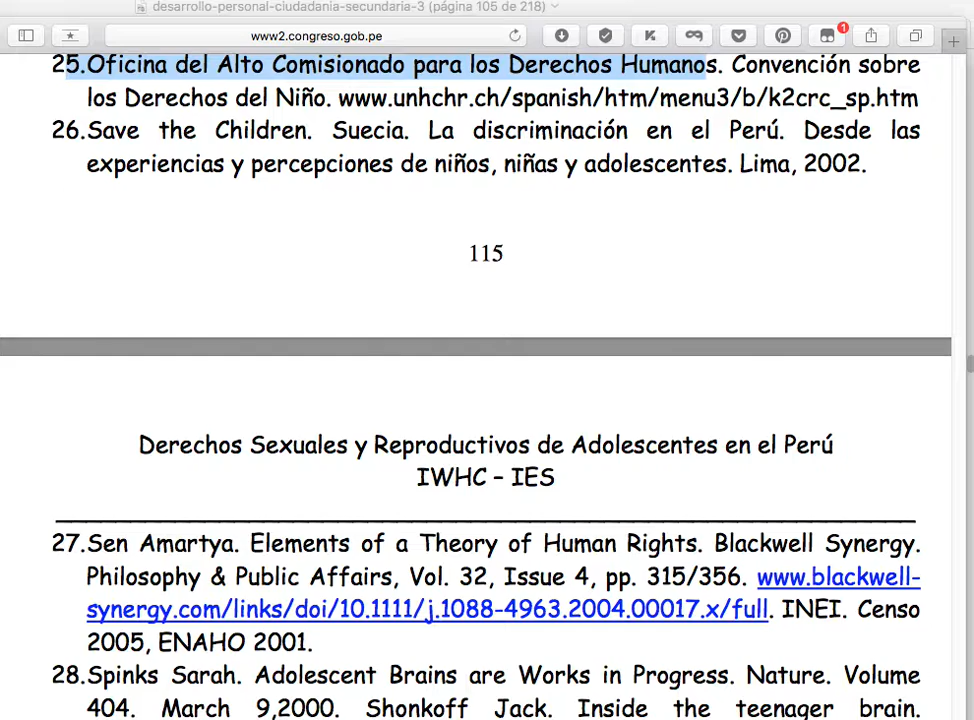 desarrollo-personal-ciudadania-secundaria-3 (página 105 de 218)
www2.congreso.gob.pe
1
25.Oficina del Alto Comisionado para los Derechos Humanos. Convención sobre
los Derechos del Niño. www.unhchr.ch/spanish/htm/menu3/b/k2crc_sp.htm
26.Save the Children. Suecia. La discriminación en el Perú. Desde las
experiencias y percepciones de niños, niñas y adolescentes. Lima, 2002.
115
Derechos Sexuales y Reproductivos de Adolescentes en el Perú
IWHC – IES
27.Sen Amartya. Elements of a Theory of Human Rights. Blackwell Synergy.
Philosophy & Public Affairs, Vol. 32, Issue 4, pp. 315/356. www.blackwell-
synergy.com/links/doi/10.1111/j.1088-4963.2004.00017.x/full. INEI. Censo
2005, ENAHO 2001.
28.Spinks Sarah. Adolescent Brains are Works in Progress. Nature. Volume
404. March 9,2000. Shonkoff Jack. Inside the teenager brain.